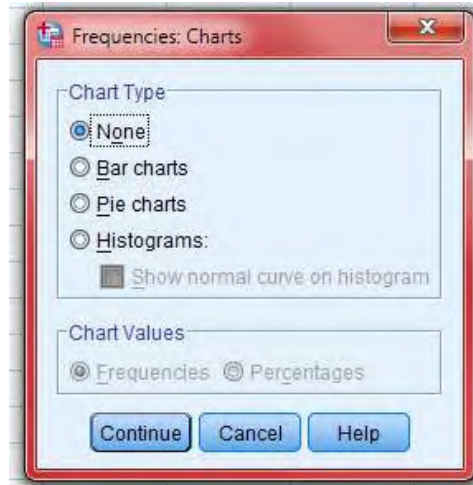 Frequencies: Charts
Chart Type
None
Bar charts
Pie charts
Histograms:
Show normal curve on histogram
Chart Values
Frequencies Percentages
Continue Cancel Help